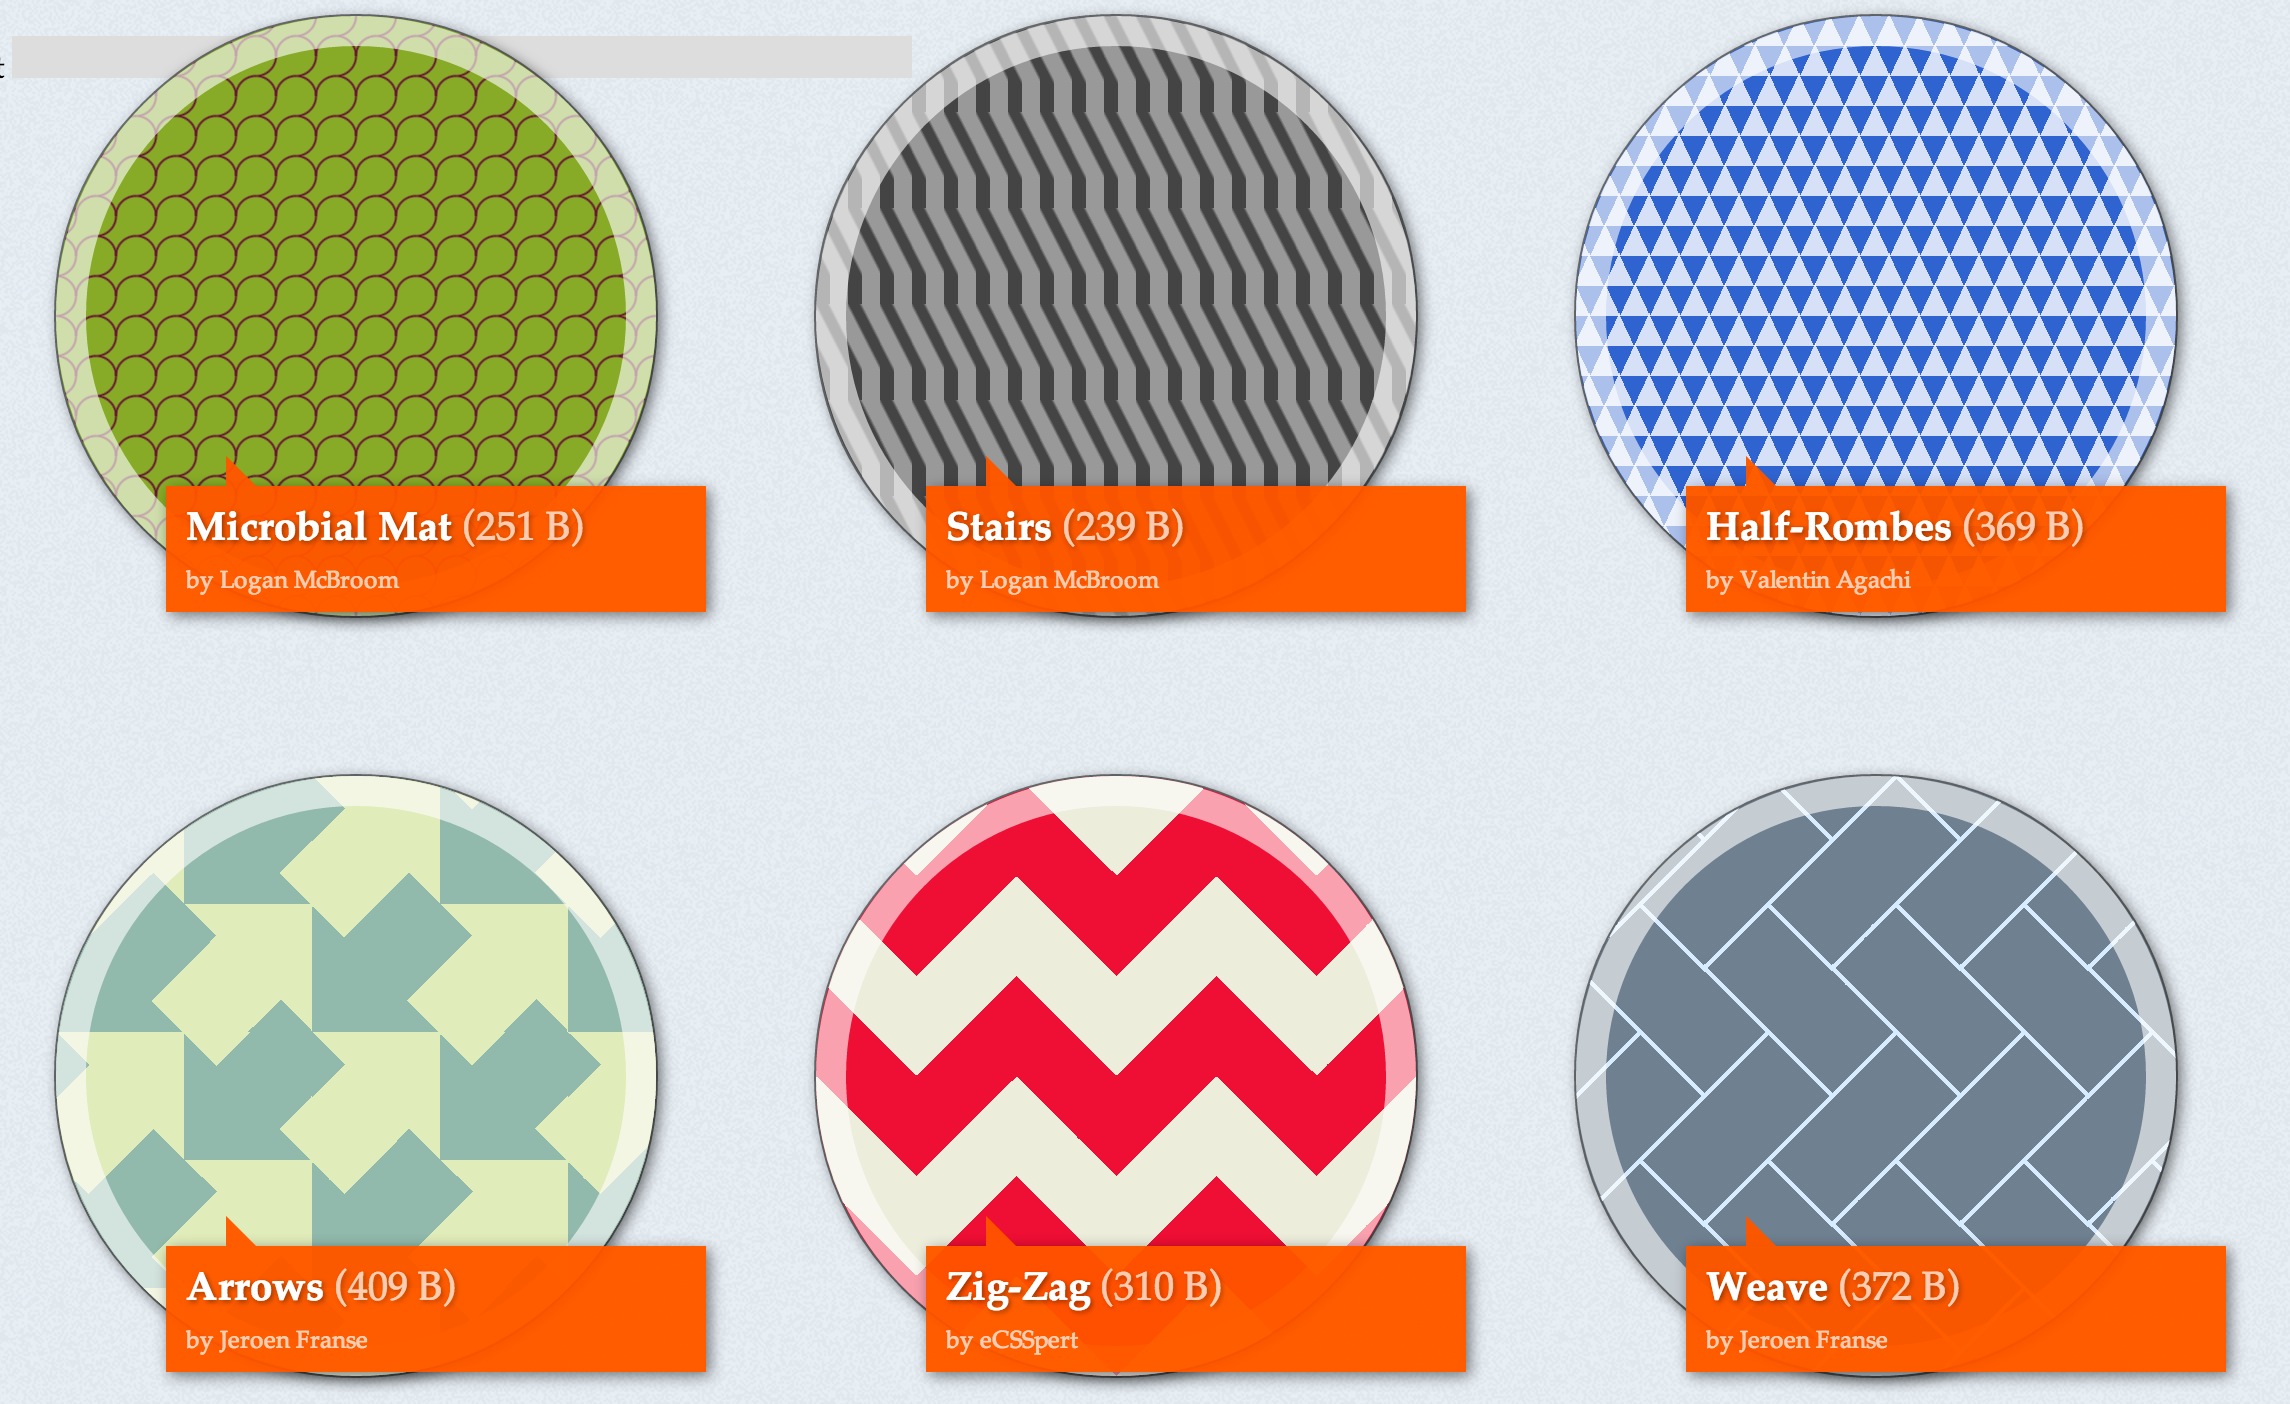 Microbial Mat (251 B)
by Logan McBroom
Stairs (239 B)
by Logan McBroom
Half-Rombes (369 B)
by Valentin Agachi
Arrows (409 B)
by Jeroen Franse
Zig-Zag (310 B)
by eCSSpert
Weave (372 B)
by Jeroen Franse